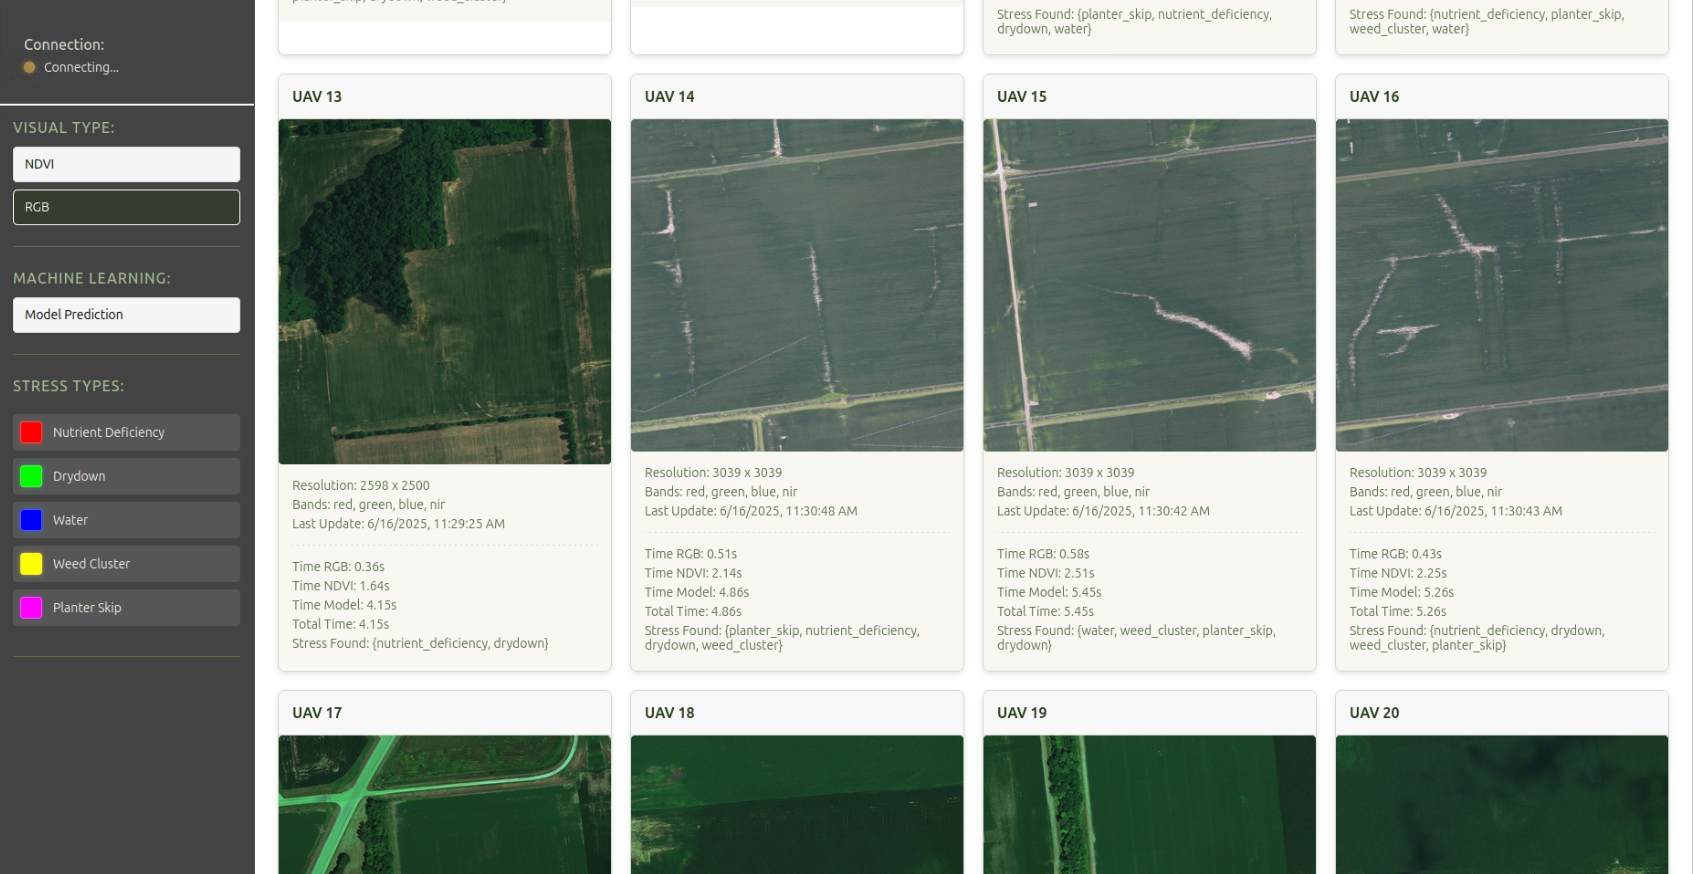 Connection:
Connecting...
VISUAL TYPE:
NDVI
RGB
MACHINE LEARNING:
Model Prediction
STRESS TYPES:
Nutrient Deficiency
Drydown
Water
Weed Cluster
Planter Skip
planter_skip, drydown, weed_cluster}
Stress Found: {planter_skip, nutrient_deficiency,
drydown, water}
Stress Found: {nutrient_deficiency, planter_skip,
weed_cluster, water}
UAV 13
Resolution: 2598 x 2500
Bands: red, green, blue, nir
Last Update: 6/16/2025, 11:29:25 AM
Time RGB: 0.36s
Time NDVI: 1.64s
Time Model: 4.15s
Total Time: 4.15s
Stress Found: {nutrient_deficiency, drydown}
UAV 14
Resolution: 3039 x 3039
Bands: red, green, blue, nir
Last Update: 6/16/2025, 11:30:48 AM
Time RGB: 0.51s
Time NDVI: 2.14s
Time Model: 4.86s
Total Time: 4.86s
Stress Found: {planter_skip, nutrient_deficiency,
drydown, weed_cluster}
UAV 15
Resolution: 3039 x 3039
Bands: red, green, blue, nir
Last Update: 6/16/2025, 11:30:42 AM
Time RGB: 0.58s
Time NDVI: 2.51s
Time Model: 5.45s
Total Time: 5.45s
Stress Found: {water, weed_cluster, planter_skip,
drydown}
UAV 16
Resolution: 3039 x 3039
Bands: red, green, blue, nir
Last Update: 6/16/2025, 11:30:43 AM
Time RGB: 0.43s
Time NDVI: 2.25s
Time Model: 5.26s
Total Time: 5.26s
Stress Found: {nutrient_deficiency, drydown,
weed_cluster, planter_skip}
UAV 17
UAV 18
UAV 19
UAV 20